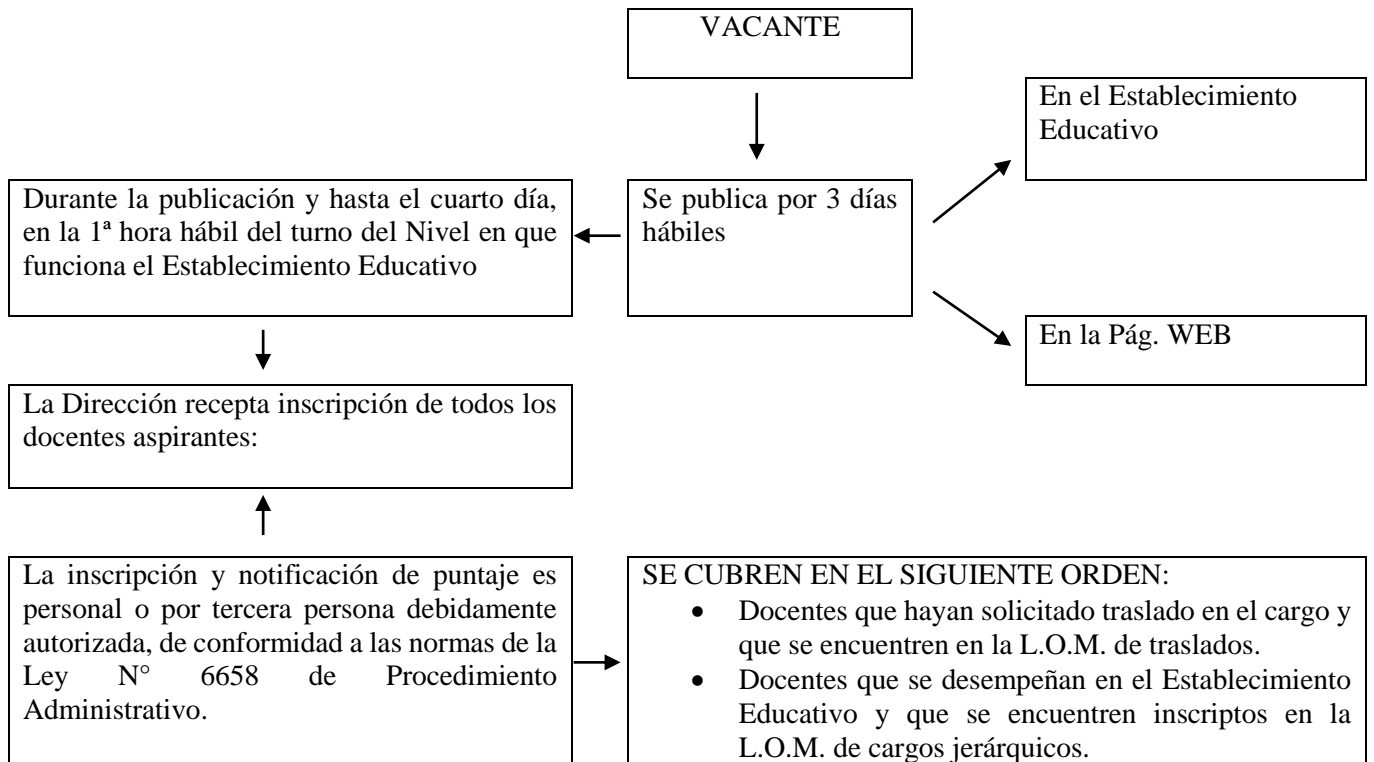 VACANTE
En el Establecimiento
Educativo
Durante la publicación y hasta el cuarto día,
en la 1ª hora hábil del turno del Nivel en que
funciona el Establecimiento Educativo
Se publica por 3 días
hábiles
En la Pág. WEB
La Dirección recepta inscripción de todos los
docentes aspirantes:
La inscripción y notificación de puntaje es
personal o por tercera persona debidamente
autorizada, de conformidad a las normas de la
Ley N° 6658 de Procedimiento
Administrativo.
SE CUBREN EN EL SIGUIENTE ORDEN:
• Docentes que hayan solicitado traslado en el cargo y
que se encuentren en la L.O.M. de traslados.
• Docentes que se desempeñan en el Establecimiento
Educativo y que se encuentren inscriptos en la
L.O.M. de cargos jerárquicos.